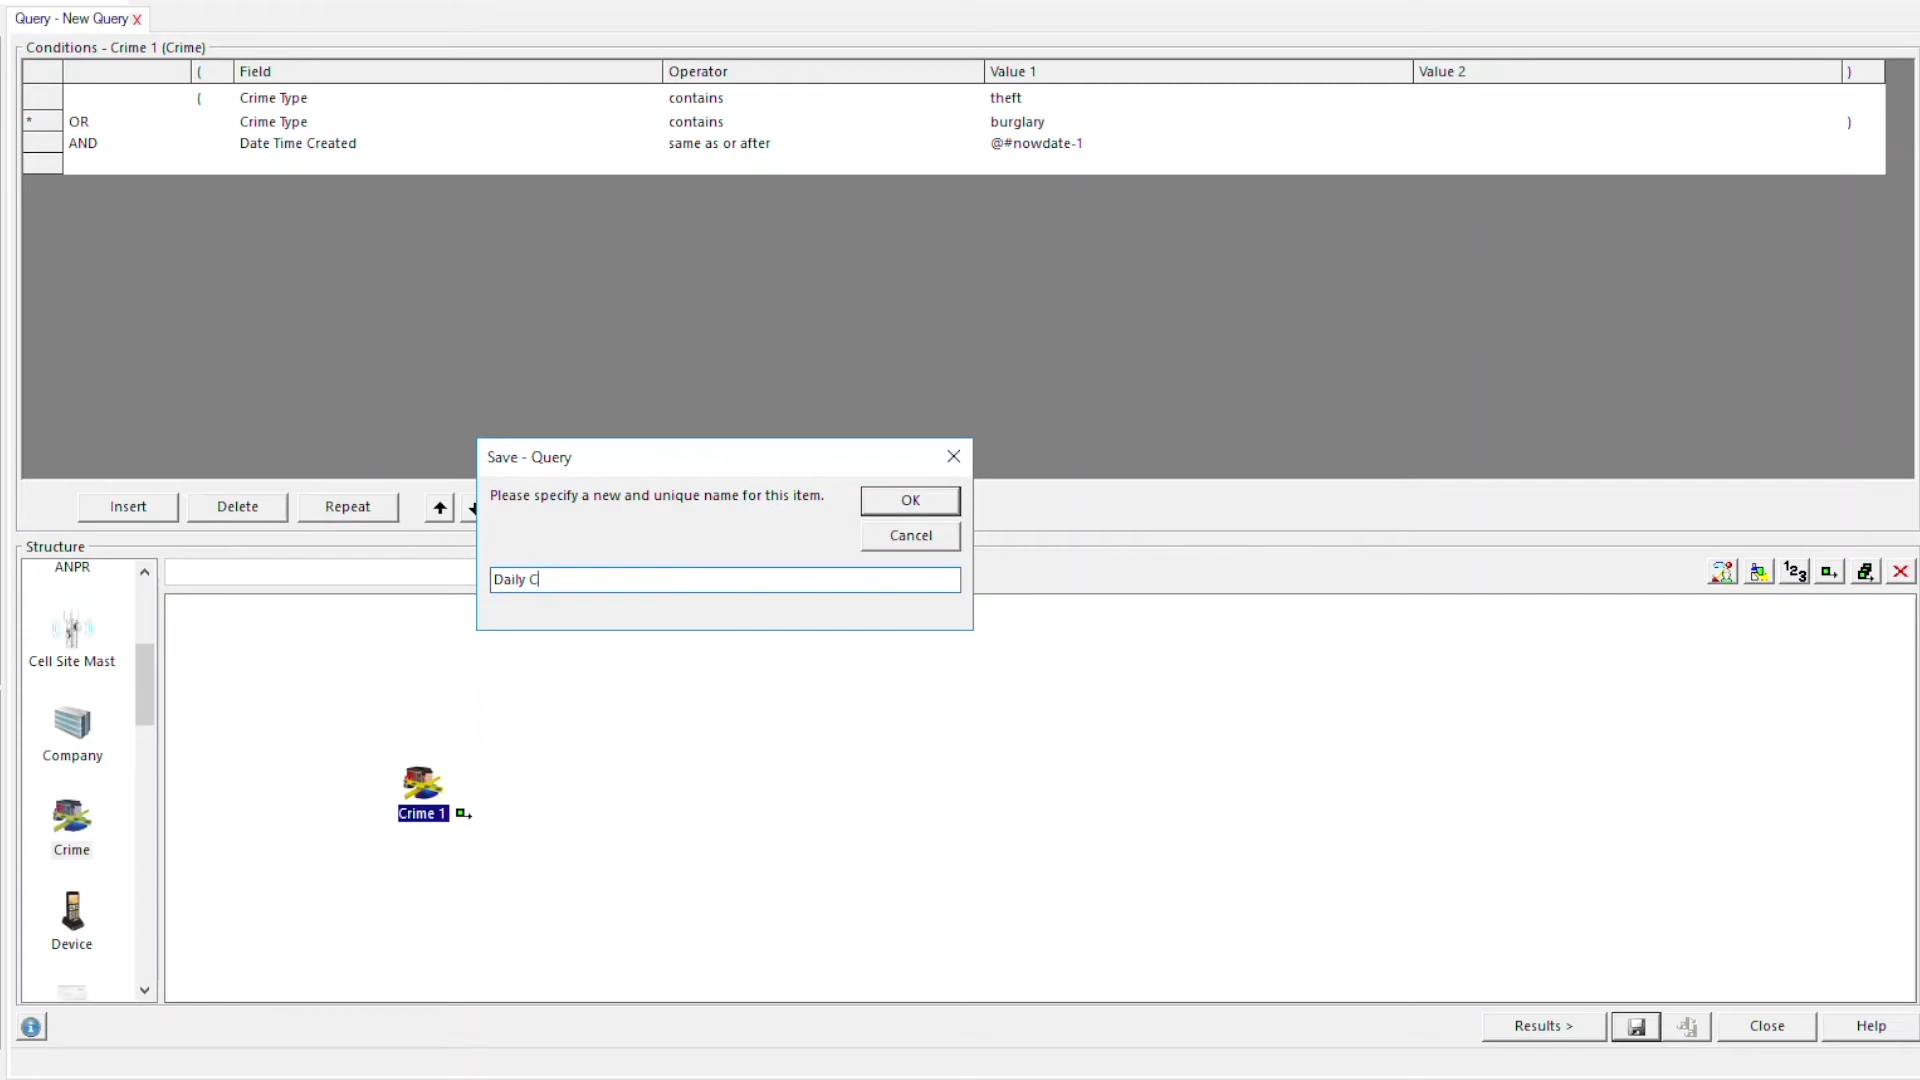 Query - New Query X
Conditions - Crime 1 (Crime)
( Field Operator Value 1 Value 2 )
( Crime Type contains theft
* OR Crime Type contains burglary )
AND Date Time Created same as or after @#nowdate-1
Save - Query
Please specify a new and unique name for this item.
OK
Cancel
Daily C
Insert Delete Repeat
Structure
ANPR
Cell Site Mast
Company
Crime
Device
123
Crime 1
Results > Close Help